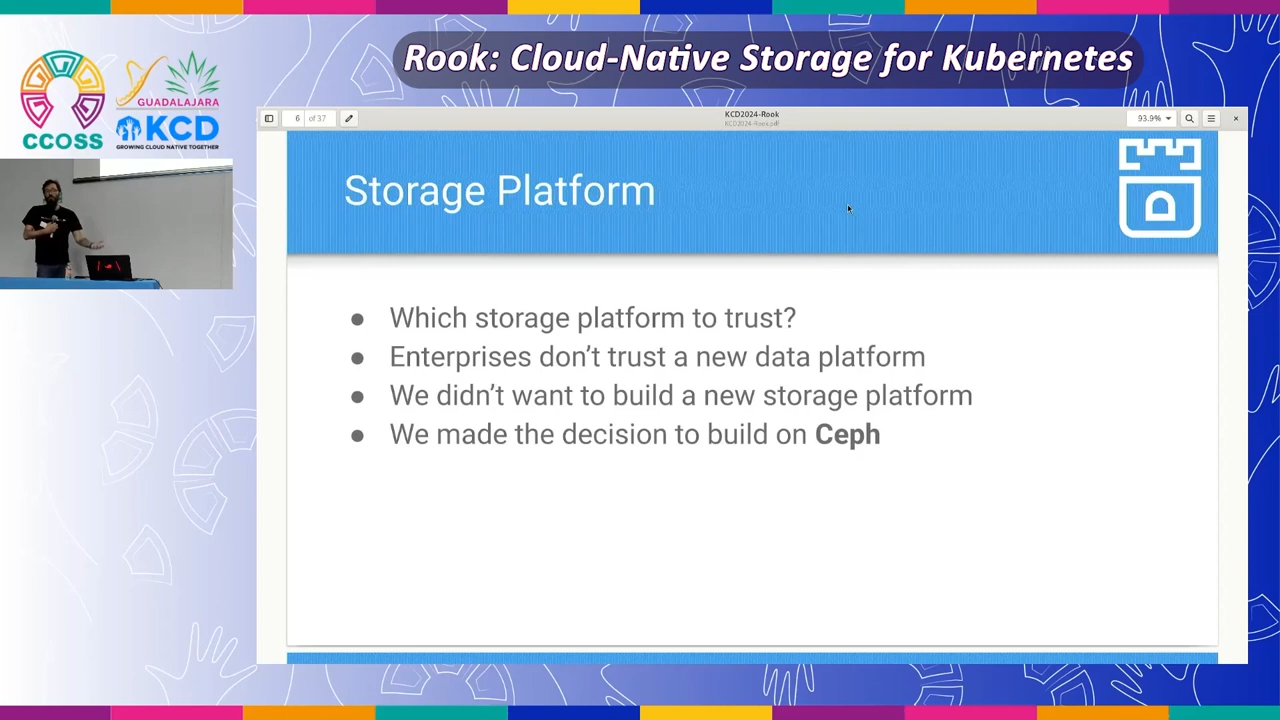 Rook: Cloud-Native Storage for Kubernetes
CCOSS
GUADALAJARA
KCD
GROWING CLOUD NATIVE TOGETHER
6 of 37
KCD2024-Rook
KCD2024-Rook.pdf
93.9%
Storage Platform
● Which storage platform to trust?
● Enterprises don’t trust a new data platform
● We didn’t want to build a new storage platform
● We made the decision to build on Ceph